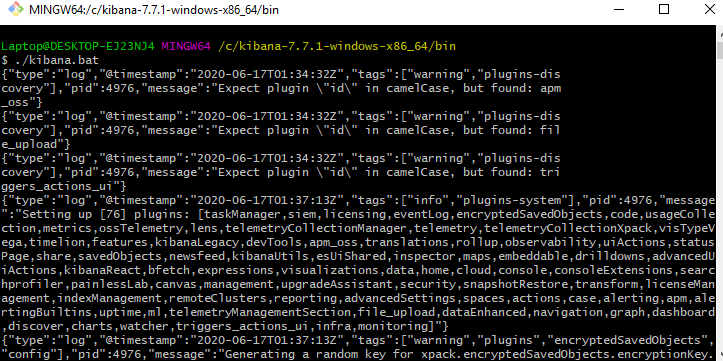 MINGW64:/c/kibana-7.7.1-windows-x86_64/bin
Laptop@DESKTOP-EJ23NJ4 MINGW64 /c/kibana-7.7.1-windows-x86_64/bin
$ ./kibana.bat
{"type":"log","@timestamp":"2020-06-17T01:34:32Z","tags":["warning","plugins-dis
covery"],"pid":4976,"message":"Expect plugin \"id\" in camelCase, but found: apm
_oss"}
{"type":"log","@timestamp":"2020-06-17T01:34:32Z","tags":["warning","plugins-dis
covery"],"pid":4976,"message":"Expect plugin \"id\" in camelCase, but found: fil
e_upload"}
{"type":"log","@timestamp":"2020-06-17T01:34:32Z","tags":["warning","plugins-dis
covery"],"pid":4976,"message":"Expect plugin \"id\" in camelCase, but found: tri
ggers_actions_ui"}
{"type":"log","@timestamp":"2020-06-17T01:37:13Z","tags":["info","plugins-system"],"pid":4976,"message
":"Setting up [76] plugins: [taskManager,siem,licensing,eventLog,encryptedSavedObjects,code,usageColle
ction,metrics,ossTelemetry,lens,telemetryCollectionManager,telemetry,telemetryCollectionXpack,visTypeV
ega,timelion,features,kibanaLegacy,devTools,apm_oss,translations,rollup,observability,uiActions,status
Page,share,savedObjects,newsfeed,kibanaUtils,esUiShared,inspector,maps,embeddable,drilldowns,advancedU
iActions,kibanaReact,bfetch,expressions,visualizations,data,home,cloud,console,consoleExtensions,searc
hprofiler,painlessLab,canvas,management,upgradeAssistant,security,snapshotRestore,transform,licenseMan
agement,indexManagement,remoteClusters,reporting,advancedSettings,spaces,actions,case,alerting,apm,ale
rtingBuiltins,uptime,ml,telemetryManagementSection,file_upload,dataEnhanced,navigation,graph,dashboard
,discover,charts,watcher,triggers_actions_ui,infra,monitoring]"}
{"type":"log","@timestamp":"2020-06-17T01:37:13Z","tags":["warning","plugins","encryptedSavedObjects",
"config"],"pid":4976,"message":"Generating a random key for xpack.encryptedSavedObjects.encryptionKey.